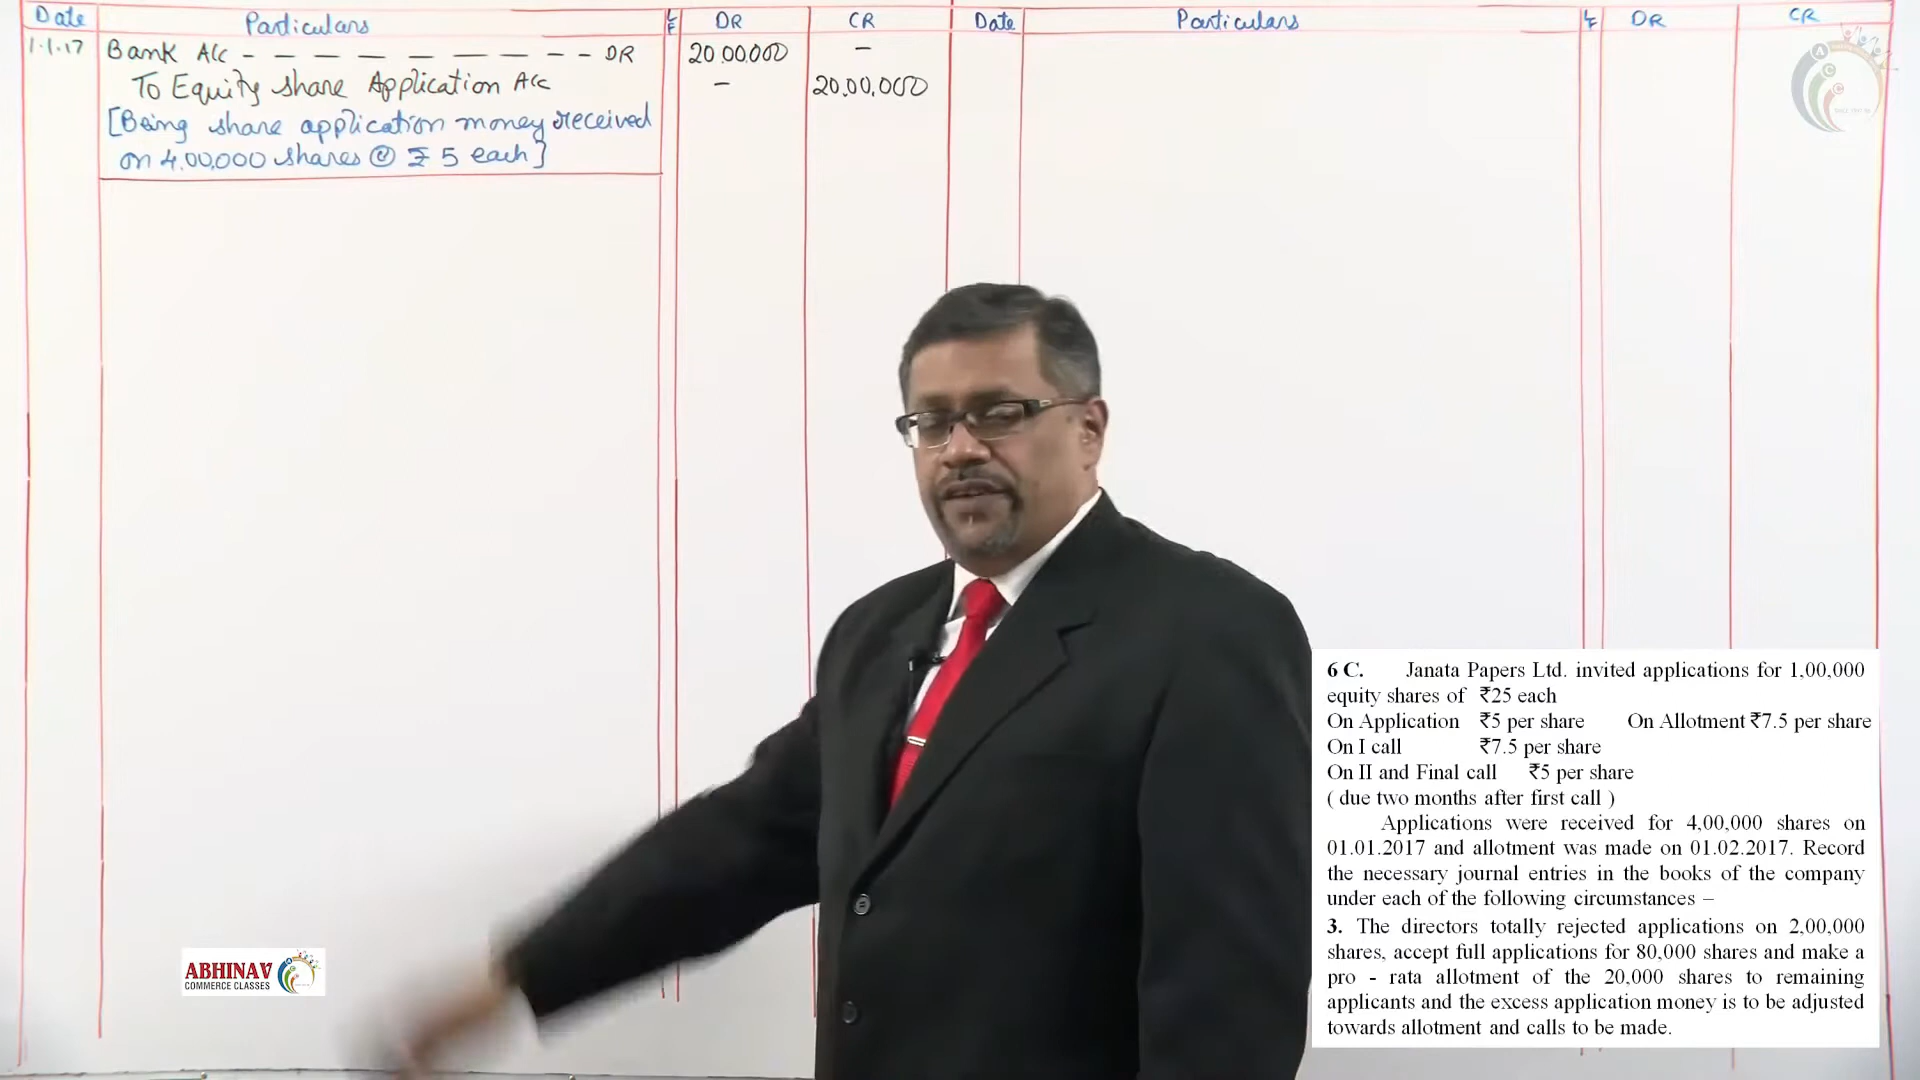 Date Particulars LF DR CR Date Particulars LF DR CR
1.1.17 Bank A/c - - - - - - - - - DR 20,00,000 -
To Equity share Application A/c - 20,00,000
[Being share application money received
on 4,00,000 shares @ ₹ 5 each]
6 C. Janata Papers Ltd. invited applications for 1,00,000
equity shares of ₹25 each
On Application ₹5 per share On Allotment ₹7.5 per share
On I call ₹7.5 per share
On II and Final call ₹5 per share
( due two months after first call )
Applications were received for 4,00,000 shares on
01.01.2017 and allotment was made on 01.02.2017. Record
the necessary journal entries in the books of the company
under each of the following circumstances –
3. The directors totally rejected applications on 2,00,000
shares, accept full applications for 80,000 shares and make a
pro - rata allotment of the 20,000 shares to remaining
applicants and the excess application money is to be adjusted
towards allotment and calls to be made.
ABHINAV
COMMERCE CLASSES